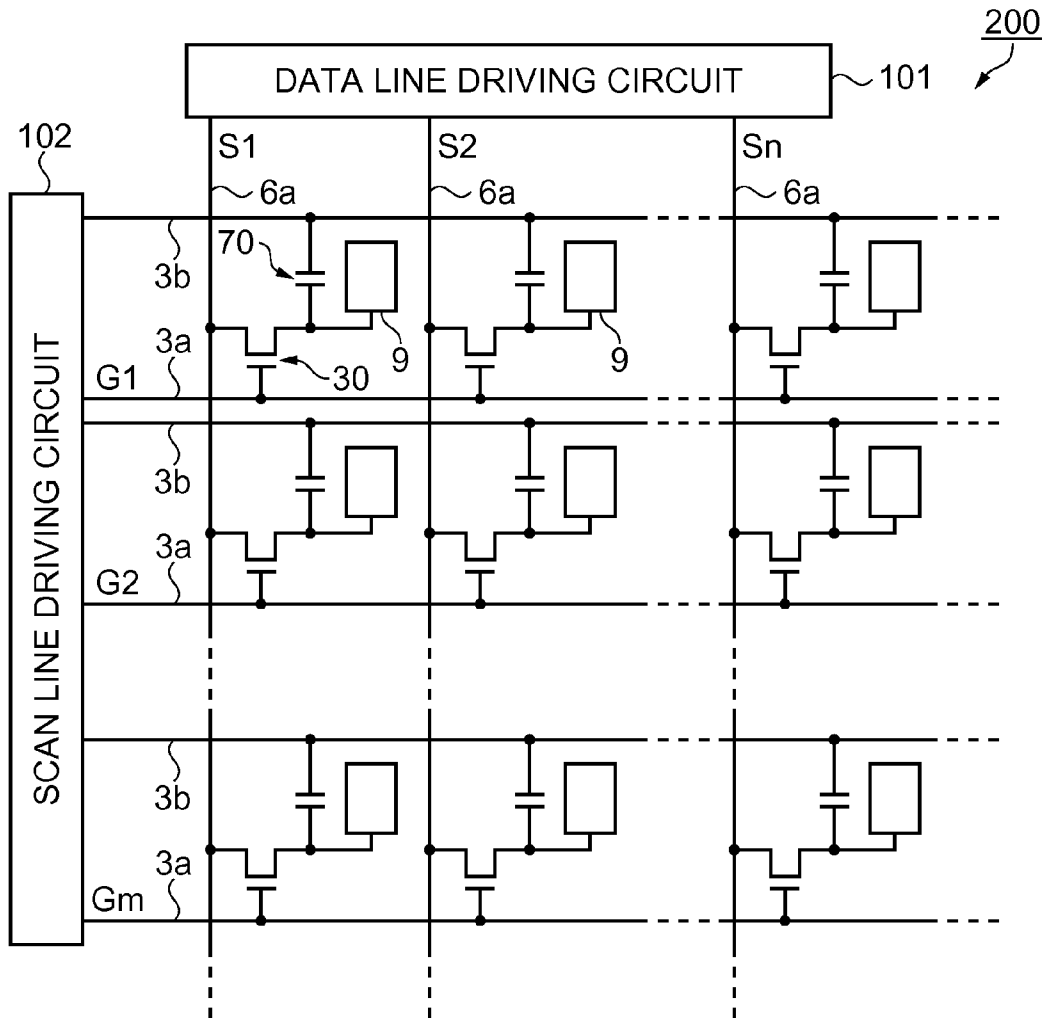 200
DATA LINE DRIVING CIRCUIT
101
102
S1
S2
Sn
6a
6a
6a
SCAN LINE DRIVING CIRCUIT
3b
70
9
9
3a
G1
30
3b
3a
G2
3b
3a
Gm